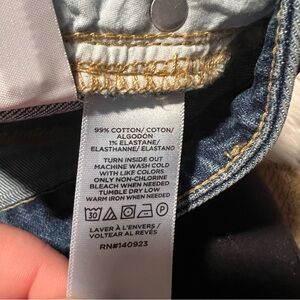 99% COTTON/ COTON/
ALGODÓN
1% ELASTANE/
ELASTHANNE/ ELASTANO
TURN INSIDE OUT
MACHINE WASH COLD
WITH LIKE COLORS
ONLY NON-CHLORINE
BLEACH WHEN NEEDED
TUMBLE DRY LOW
WARM IRON WHEN NEEDED
30 P
LAVER À L'ENVERS /
VOLTEAR AL REVÉS
RN#140923